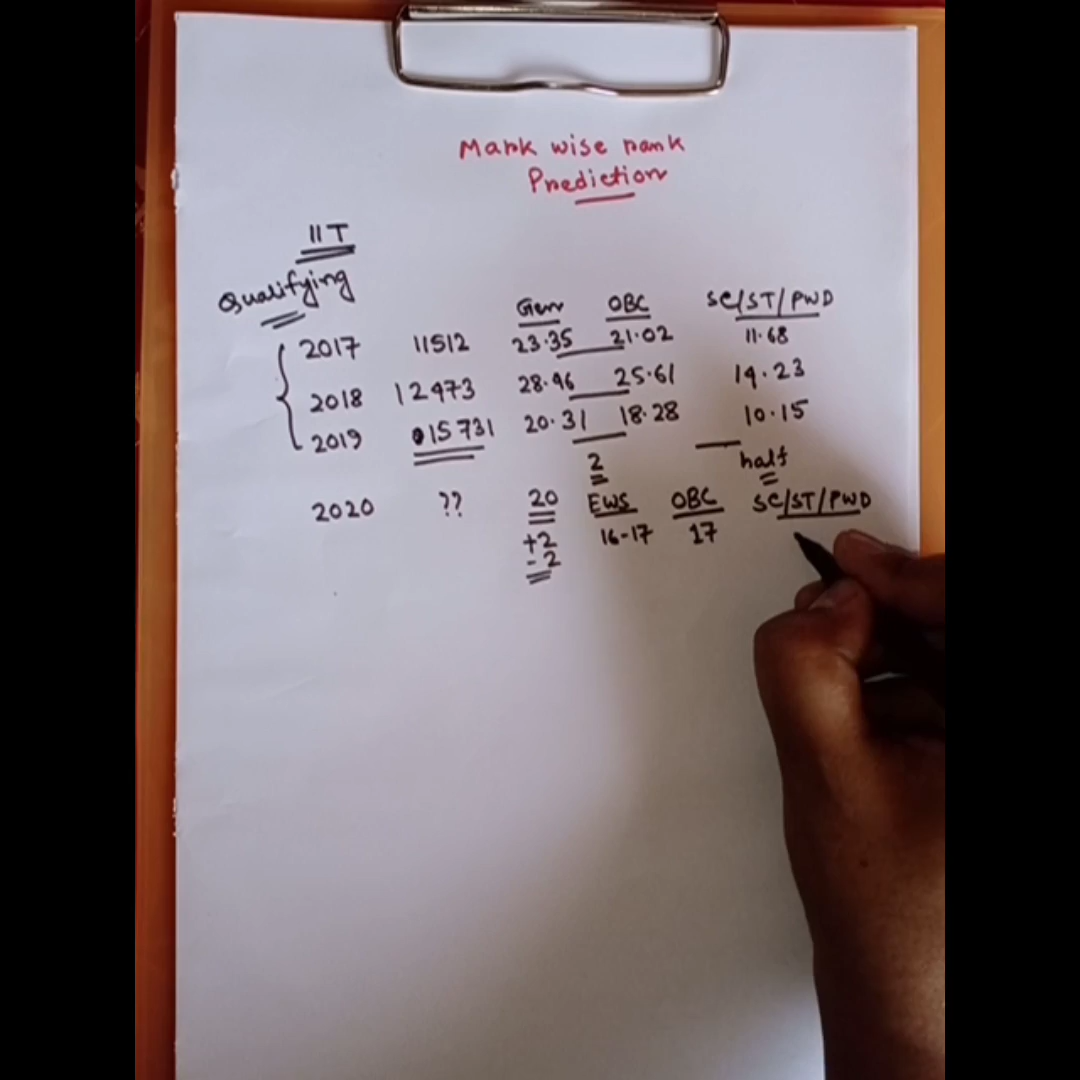 Mark wise rank
Prediction
IIT
Qualifying
Gen OBC SC/ST/PWD
2017 11512 23.35 21.02 11.68
2018 12473 28.46 25.61 14.23
2019 15731 20.31 18.28 10.15
2 half
2020 ?? 20 EWS OBC SC/ST/PWD
+2 16-17 17
-2